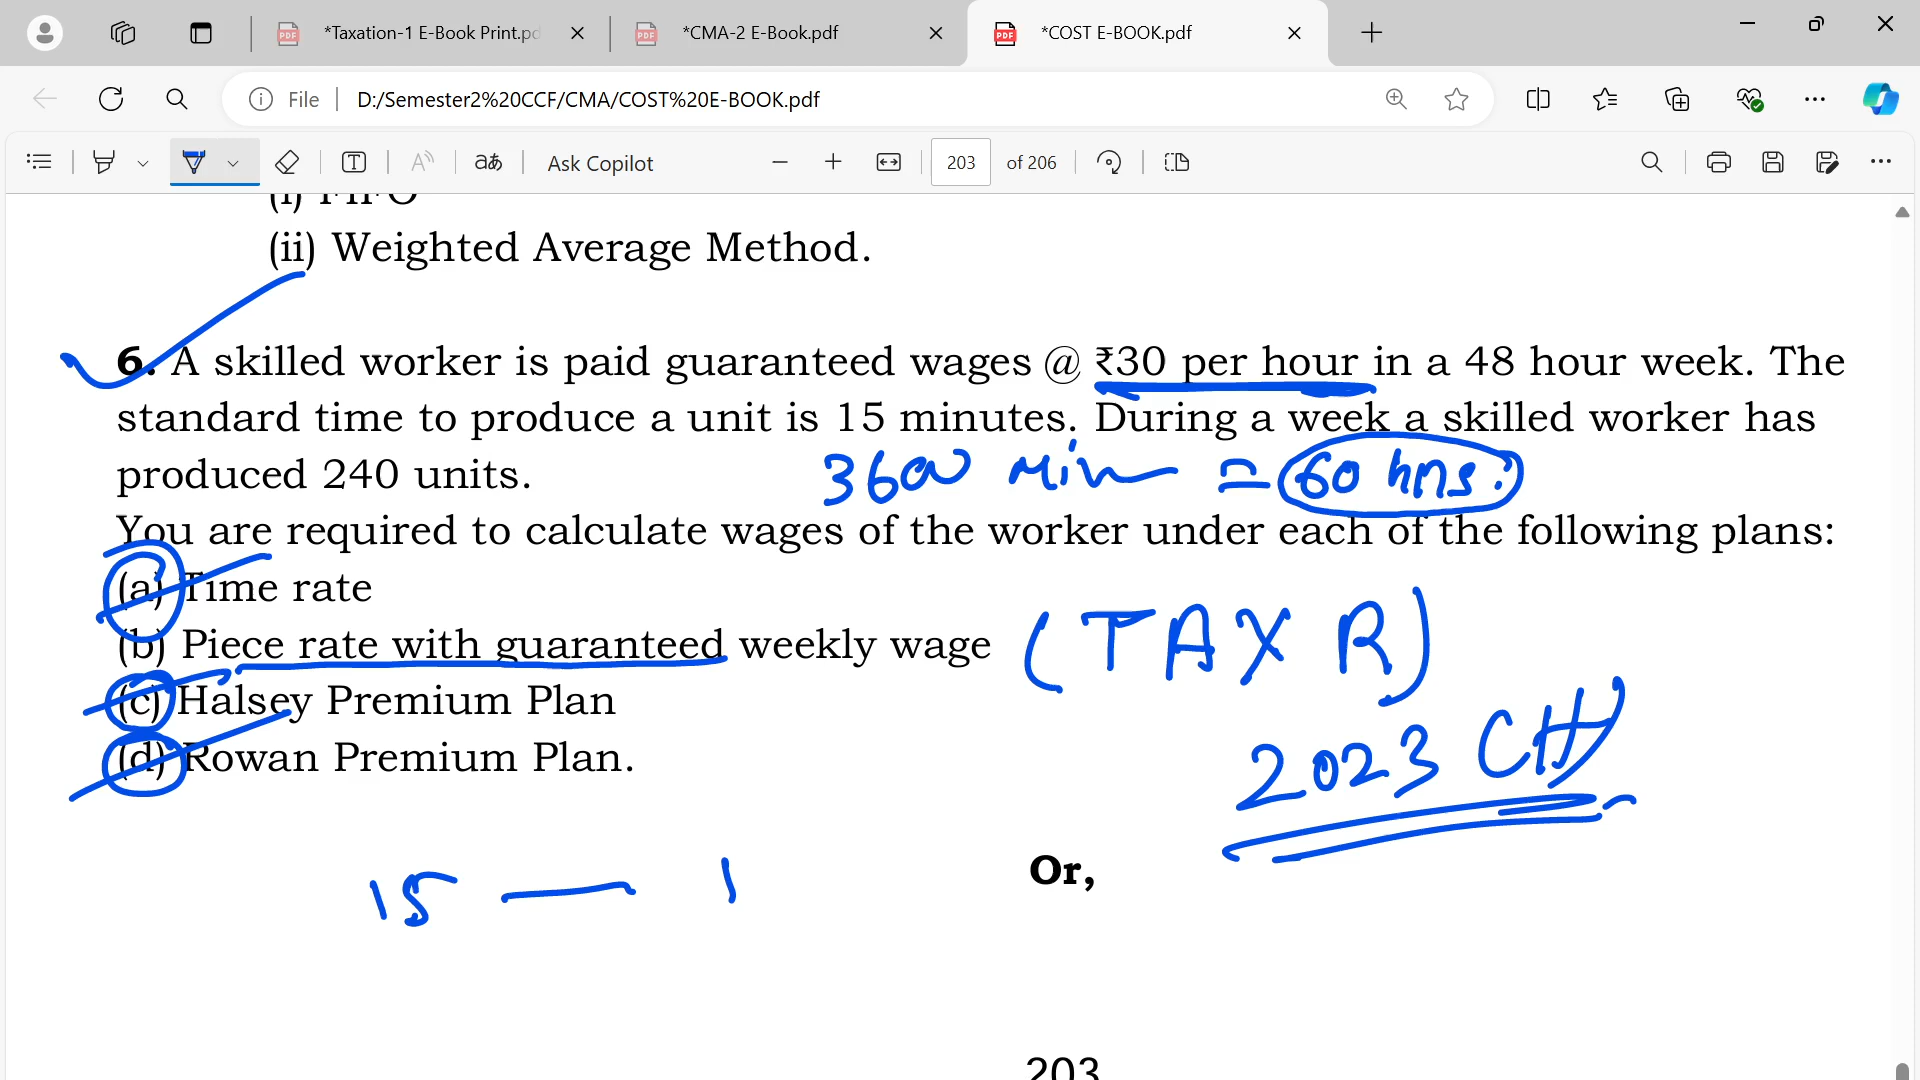 *Taxation-1 E-Book Print.pd
*CMA-2 E-Book.pdf
*COST E-BOOK.pdf
File D:/Semester2%20CCF/CMA/COST%20E-BOOK.pdf
Ask Copilot 203 of 206
(i) FIFO
(ii) Weighted Average Method.
6. A skilled worker is paid guaranteed wages @ ₹30 per hour in a 48 hour week. The
standard time to produce a unit is 15 minutes. During a week a skilled worker has
produced 240 units.
3600 Min = 60 hrs.
You are required to calculate wages of the worker under each of the following plans:
(a) Time rate
(b) Piece rate with guaranteed weekly wage
(TAX R)
(c) Halsey Premium Plan
(d) Rowan Premium Plan.
2023 CH
Or,
15 — 1
203